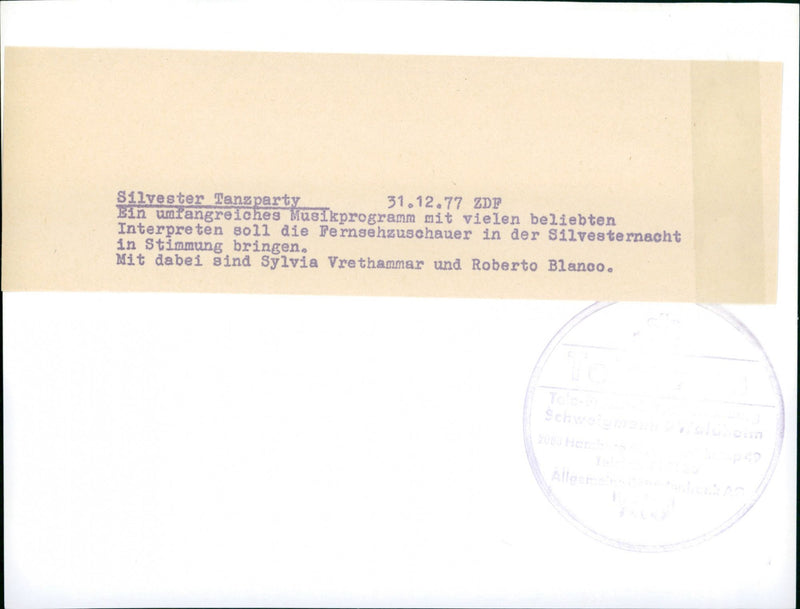 Silvester Tanzparty 31.12.77 ZDF
Ein umfangreiches Musikprogramm mit vielen beliebten
Interpreten soll die Fernsehzuschauer in der Silvesternacht
in Stimmung bringen.
Mit dabei sind Sylvia Vrethammar und Roberto Blanco.
Schweigmann